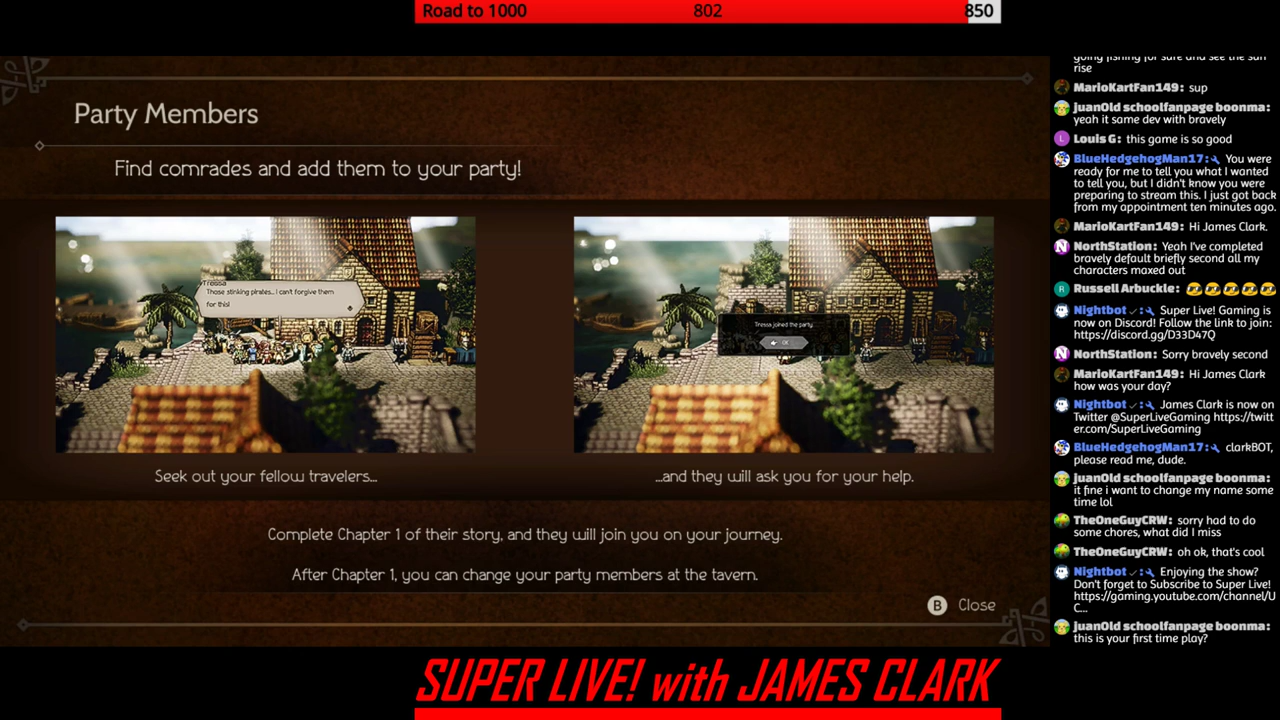 Road to 1000 802 850
Party Members
Find comrades and add them to your party!
Tressa
Those stinking pirates... I can't forgive them
for this!
Tressa joined the party.
OK
Seek out your fellow travelers...
...and they will ask you for your help.
Complete Chapter 1 of their story, and they will join you on your journey.
After Chapter 1, you can change your party members at the tavern.
B Close
going fishing for sure and see the sun
rise
MarioKartFan149: sup
juanOld schoolfanpage boonma:
yeah it same dev with bravely
L Louis G: this game is so good
BlueHedgehogMan17: You were
ready for me to tell you what I wanted
to tell you, but I didn't know you were
preparing to stream this. I just got back
from my appointment ten minutes ago.
MarioKartFan149: Hi James Clark.
N NorthStation: Yeah I've completed
bravely default briefly second all my
characters maxed out
R Russell Arbuckle:
Nightbot: Super Live! Gaming is
now on Discord! Follow the link to join:
https://discord.gg/D33D47Q
N NorthStation: Sorry bravely second
MarioKartFan149: Hi James Clark
how was your day?
Nightbot: James Clark is now on
Twitter @SuperLiveGaming https://twitt
er.com/SuperLiveGaming
BlueHedgehogMan17: clarkBOT,
please read me, dude.
juanOld schoolfanpage boonma:
it fine i want to change my name some
time lol
TheOneGuyCRW: sorry had to do
some chores, what did I miss
TheOneGuyCRW: oh ok, that's cool
Nightbot: Enjoying the show?
Don't forget to Subscribe to Super Live!
https://gaming.youtube.com/channel/U
C...
juanOld schoolfanpage boonma:
this is your first time play?
SUPER LIVE! with JAMES CLARK